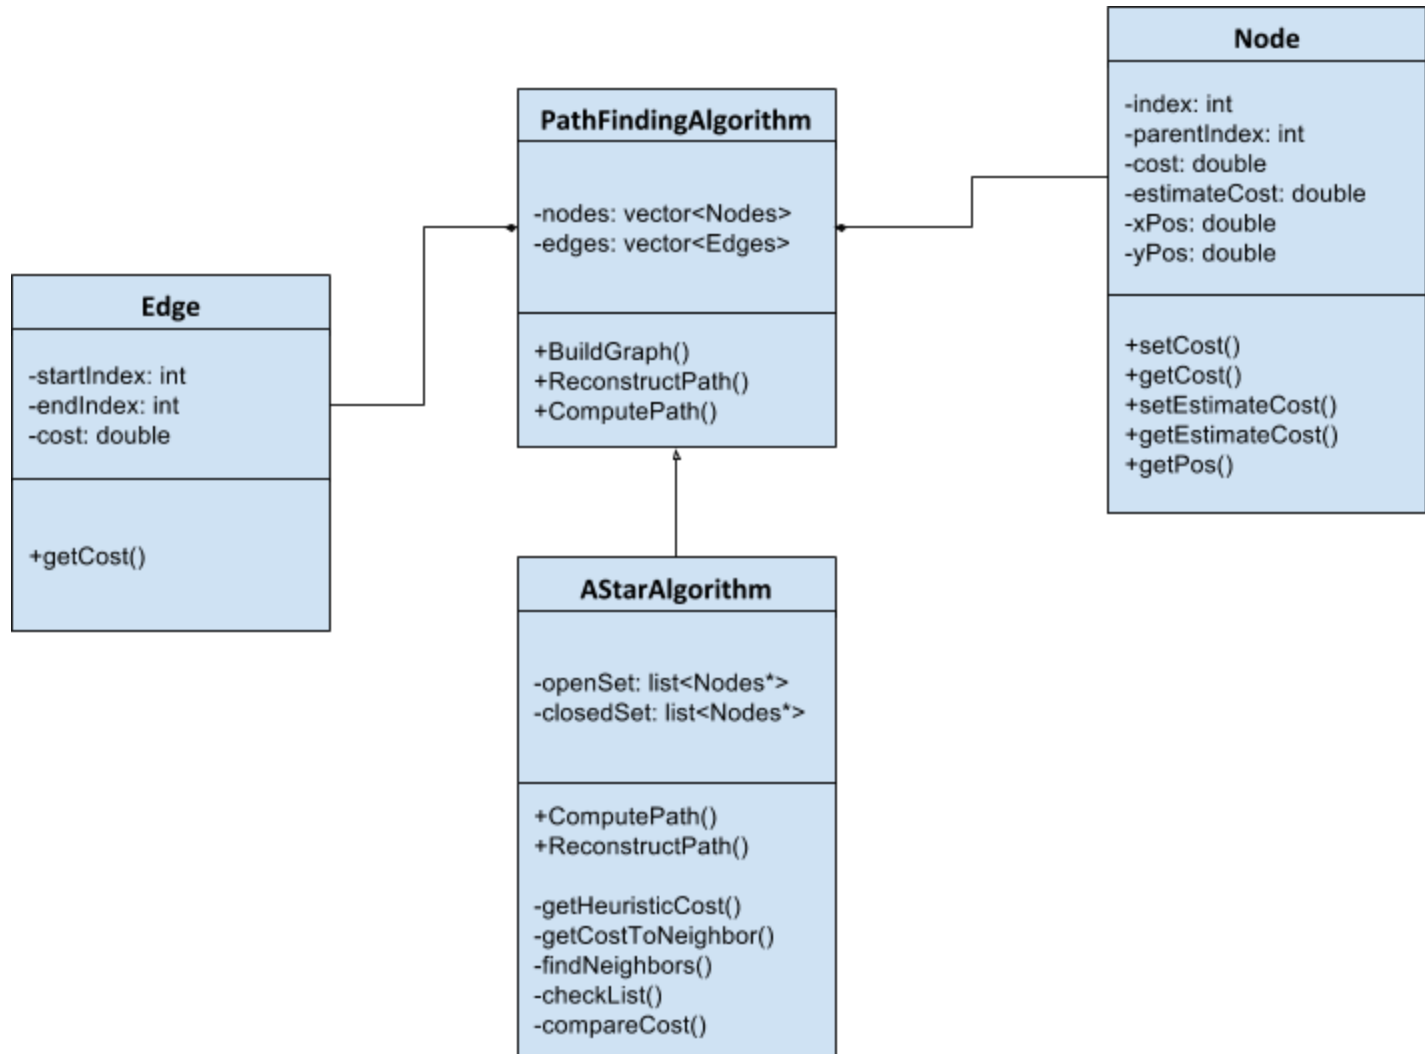 Node
-index: int
-parentIndex: int
-cost: double
-estimateCost: double
-xPos: double
-yPos: double
+setCost()
+getCost()
+setEstimateCost()
+getEstimateCost()
+getPos()
PathFindingAlgorithm
-nodes: vector<Nodes>
-edges: vector<Edges>
+BuildGraph()
+ReconstructPath()
+ComputePath()
Edge
-startIndex: int
-endIndex: int
-cost: double
+getCost()
AStarAlgorithm
-openSet: list<Nodes*>
-closedSet: list<Nodes*>
+ComputePath()
+ReconstructPath()
-getHeuristicCost()
-getCostToNeighbor()
-findNeighbors()
-checkList()
-compareCost()